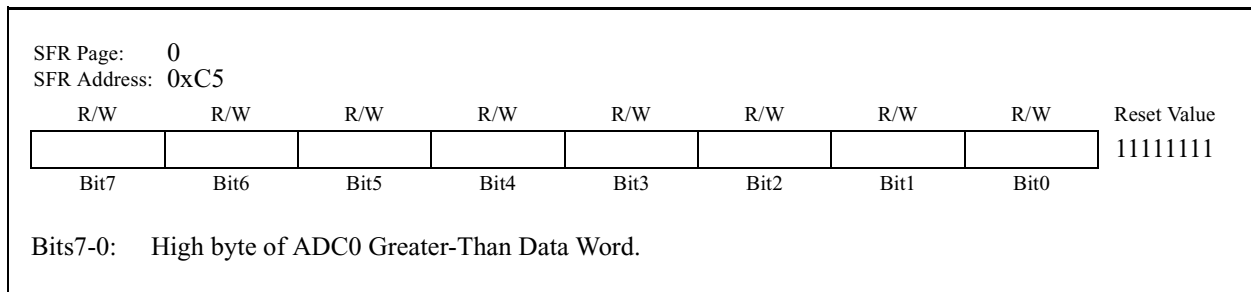 SFR Page: 0
SFR Address: 0xC5
R/W R/W R/W R/W R/W R/W R/W R/W Reset Value
11111111
Bit7 Bit6 Bit5 Bit4 Bit3 Bit2 Bit1 Bit0
Bits7-0: High byte of ADC0 Greater-Than Data Word.